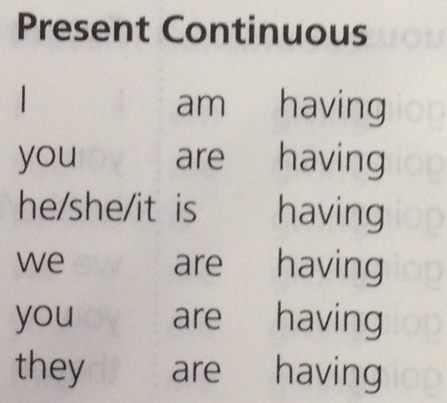 Present Continuous
I am having
you are having
he/she/it is having
we are having
you are having
they are having